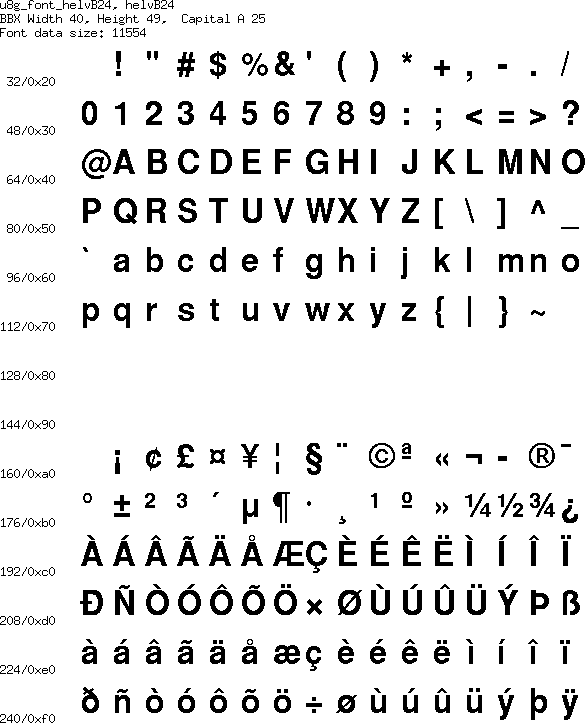 u8g_font_helvB24, helvB24
BBX Width 40, Height 49,  Capital A 25
Font data size: 11554
32/0x20 ! " # $ % & ' ( ) * + , - . /
48/0x30 0 1 2 3 4 5 6 7 8 9 : ; < = > ?
64/0x40 @ A B C D E F G H I J K L M N O
80/0x50 P Q R S T U V W X Y Z [ \ ] ^ _
96/0x60 ` a b c d e f g h i j k l m n o
112/0x70 p q r s t u v w x y z { | } ~
128/0x80
144/0x90
160/0xa0 ¡ ¢ £ ¤ ¥ ¦ § ¨ © ª « ¬ - ® ¯
176/0xb0 ° ± ² ³ ´ µ ¶ · ¸ ¹ º » ¼ ½ ¾ ¿
192/0xc0 À Á Â Ã Ä Å Æ Ç È É Ê Ë Ì Í Î Ï
208/0xd0 Ð Ñ Ò Ó Ô Õ Ö × Ø Ù Ú Û Ü Ý Þ ß
224/0xe0 à á â ã ä å æ ç è é ê ë ì í î ï
240/0xf0 ð ñ ò ó ô õ ö ÷ ø ù ú û ü ý þ ÿ